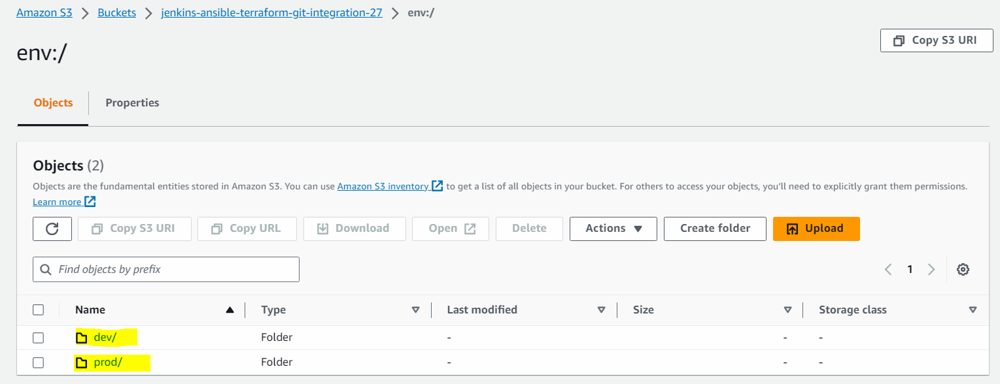 Amazon S3 > Buckets > jenkins-ansible-terraform-git-integration-27 > env:/
env:/
Copy S3 URI
Objects Properties
Objects (2)
Objects are the fundamental entities stored in Amazon S3. You can use Amazon S3 inventory to get a list of all objects in your bucket. For others to access your objects, you'll need to explicitly grant them permissions.
Learn more
Copy S3 URI Copy URL Download Open Delete Actions Create folder Upload
Find objects by prefix
1
Name Type Last modified Size Storage class
dev/ Folder - - -
prod/ Folder - - -